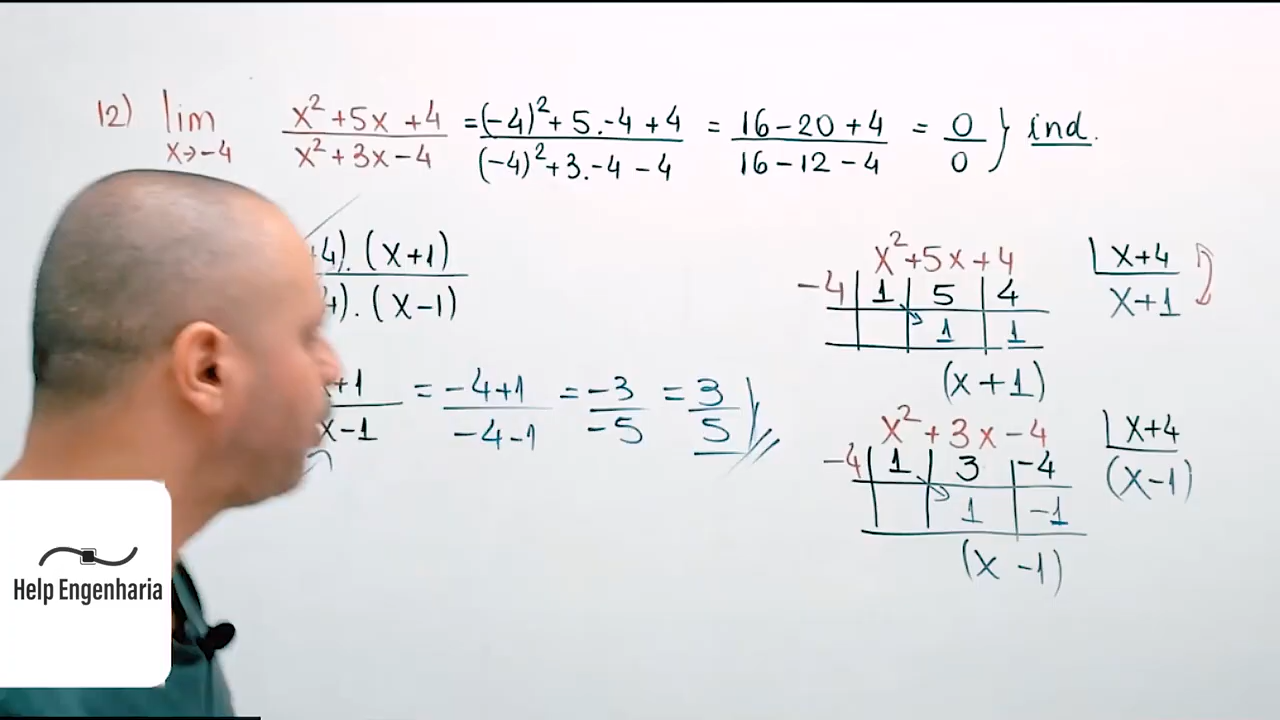 12) lim x→-4 x²+5x+4 / x²+3x-4 = (-4)²+5.-4+4 / (-4)²+3.-4-4 = 16-20+4 / 16-12-4 = 0/0 } ind.
4).(x+1)
4).(x-1)
x+1 / x-1 = -4+1 / -4-1 = -3/-5 = 3/5
x²+5x+4 | x+4
-4 | 1 | 5 | 4 x+1
1 | 1
(x+1)
x²+3x-4 | x+4
-4 | 1 | 3 | -4 (x-1)
1 | -1
(x-1)
Help Engenharia